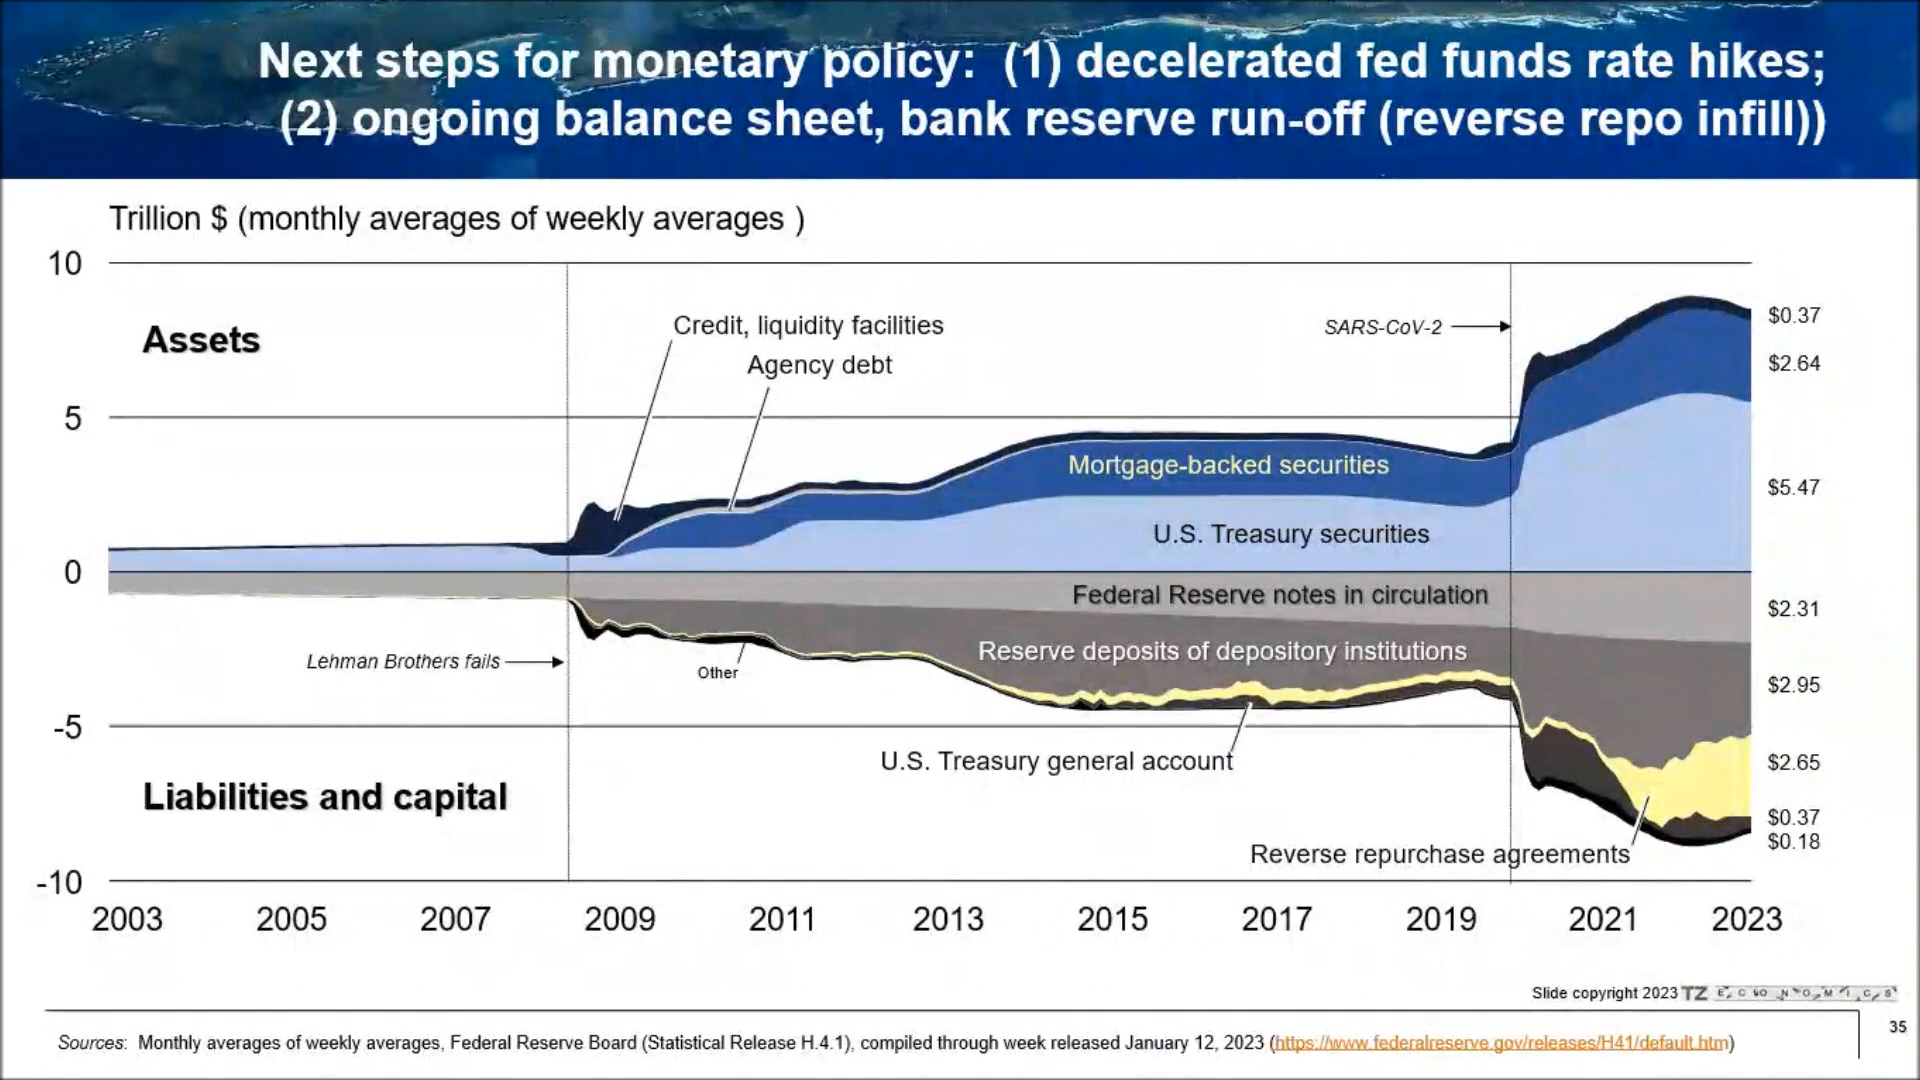 Next steps for monetary policy:  (1) decelerated fed funds rate hikes;
(2) ongoing balance sheet, bank reserve run-off (reverse repo infill))
Trillion $ (monthly averages of weekly averages )
10
5
0
-5
-10
Assets
Credit, liquidity facilities
Agency debt
SARS-CoV-2
Mortgage-backed securities
U.S. Treasury securities
Federal Reserve notes in circulation
Reserve deposits of depository institutions
Lehman Brothers fails
Other
U.S. Treasury general account
Liabilities and capital
Reverse repurchase agreements
$0.37
$2.64
$5.47
$2.31
$2.95
$2.65
$0.37
$0.18
2003 2005 2007 2009 2011 2013 2015 2017 2019 2021 2023
Slide copyright 2023 TZ ECONOMICS
35
Sources:  Monthly averages of weekly averages, Federal Reserve Board (Statistical Release H.4.1), compiled through week released January 12, 2023 (https://www.federalreserve.gov/releases/H41/default.htm)